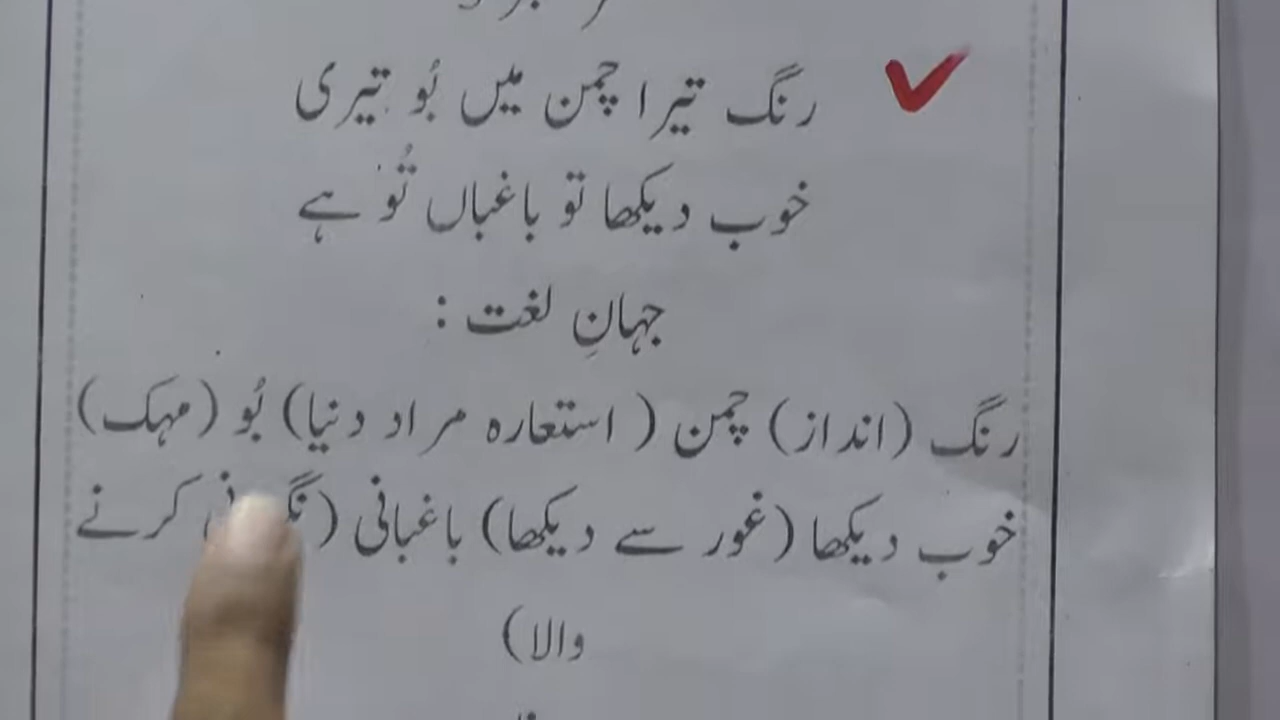 رنگ تیرا چمن میں بُو تیری
خوب دیکھا تو باغباں تُو ہے
جہانِ لغت :
رنگ (انداز) چمن ( استعارہ مراد دنیا) بُو (مہک)
خوب دیکھا (غور سے دیکھا) باغبانی ( کرنے
والا)